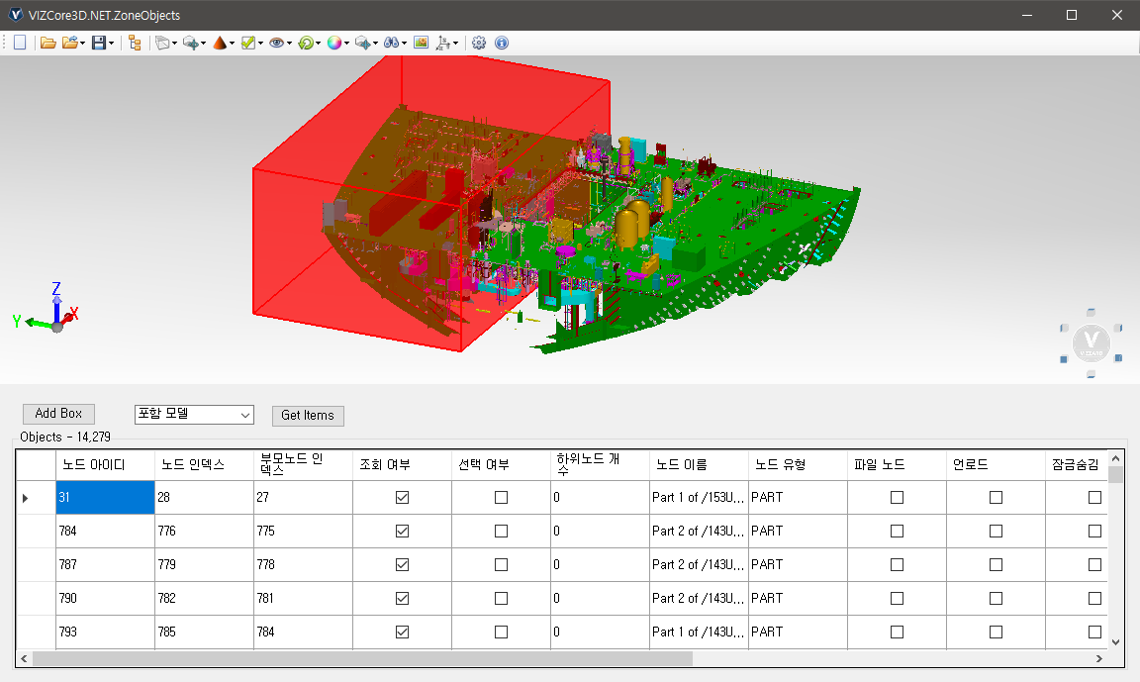 VIZCore3D.NET.ZoneObjects
Z
Y
X
V
Add Box
포함 모델
Get Items
Objects - 14,279
노드 아이디 노드 인덱스 부모노드 인덱스 조회 여부 선택 여부 하위노드 개수 노드 이름 노드 유형 파일 노드 언로드 잠금숨김
31 28 27 0 Part 1 of /153U... PART
784 776 775 0 Part 2 of /143U... PART
787 779 778 0 Part 2 of /143U... PART
790 782 781 0 Part 2 of /143U... PART
793 785 784 0 Part 1 of /143U... PART